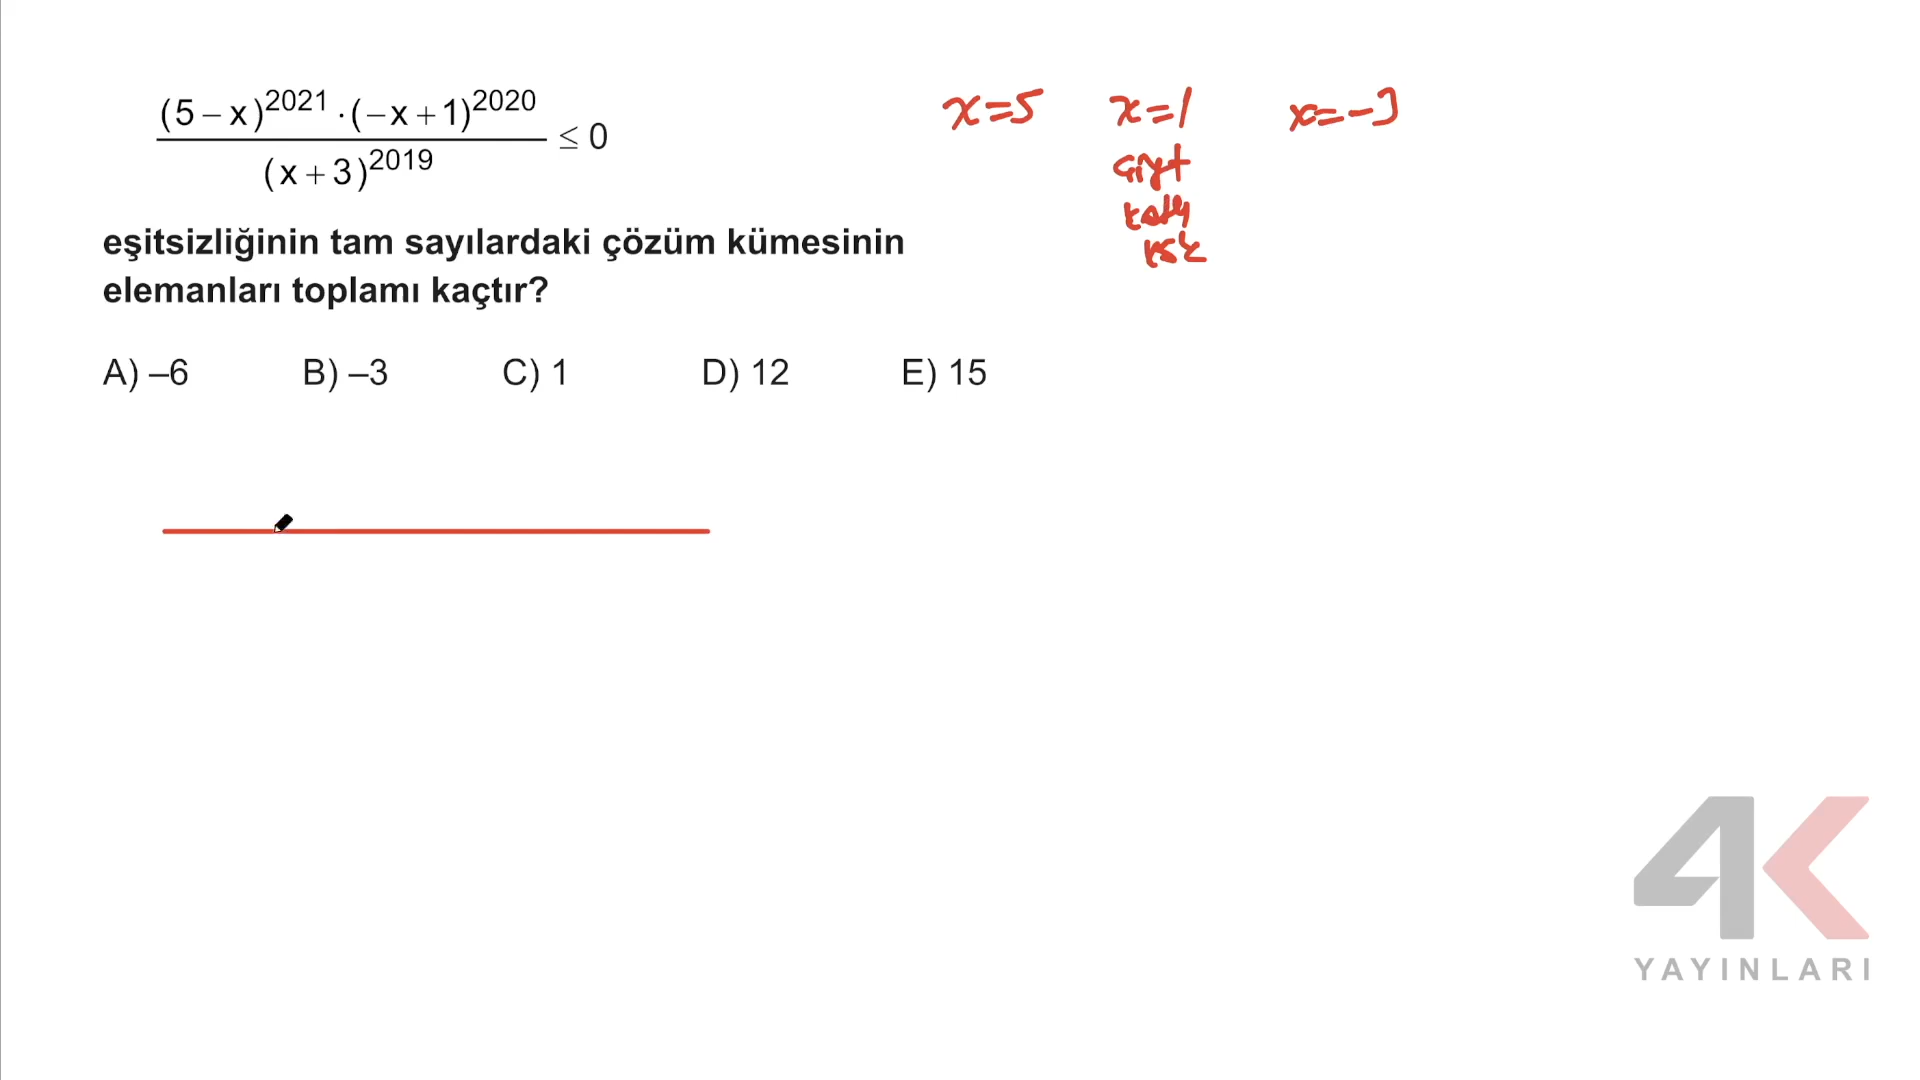 (5 – x)^2021 · (–x + 1)^2020
(x + 3)^2019
≤ 0
eşitsizliğinin tam sayılardaki çözüm kümesinin
elemanları toplamı kaçtır?
A) –6 B) –3 C) 1 D) 12 E) 15
x=5 x=1 x=-3
çift
katlı
kök
4K
YAYINLARI